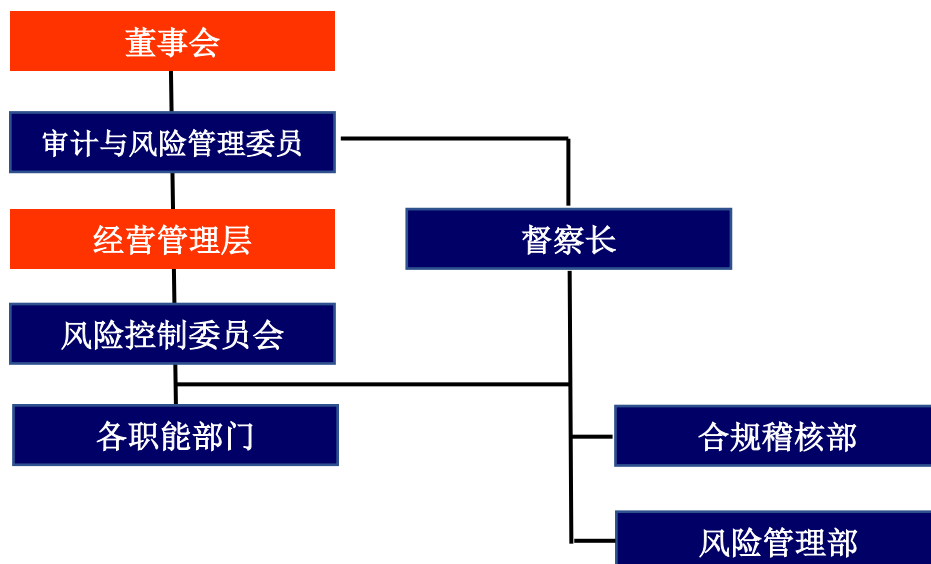 董事会
审计与风险管理委员
经营管理层
督察长
风险控制委员会
各职能部门
合规稽核部
风险管理部